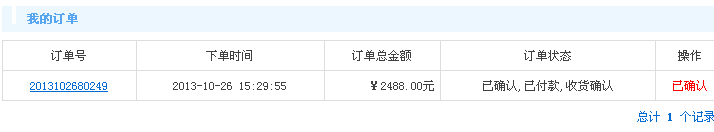 我的订单
订单号 下单时间 订单总金额 订单状态 操作
2013102680249 2013-10-26 15:29:55 ￥2488.00元 已确认,已付款,收货确认 已确认
总计 1 个记录